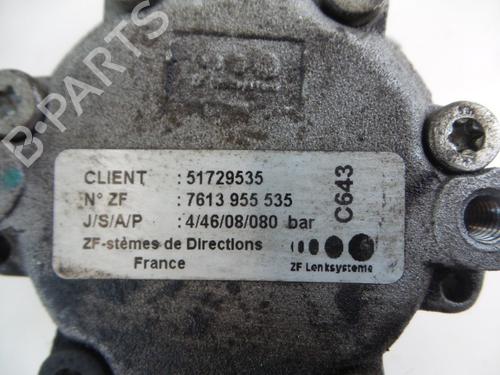 B-PARTS
CLIENT : 51729535
N° ZF : 7613 955 535
J/S/A/P : 4/46/08/080 bar
ZF-stèmes de Directions
France
C643
ZF Lenksysteme